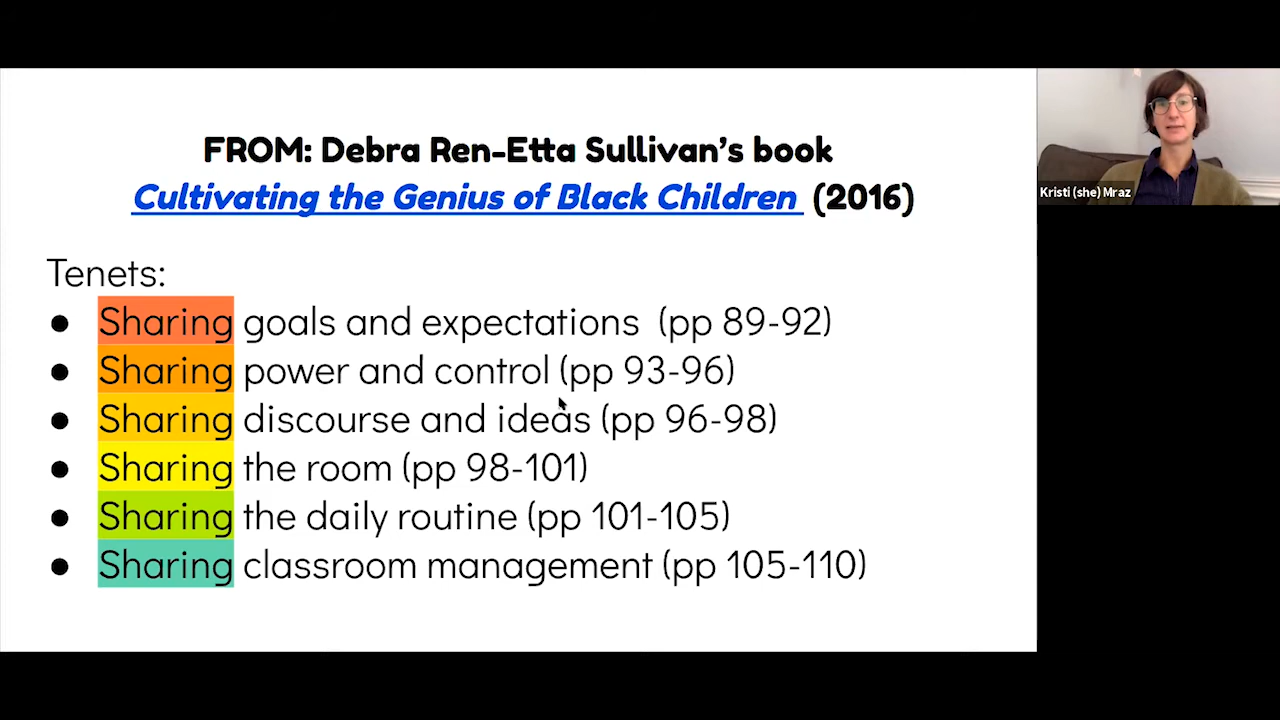 FROM: Debra Ren-Etta Sullivan's book
Cultivating the Genius of Black Children (2016)
Kristi (she) Mraz
Tenets:
● Sharing goals and expectations (pp 89-92)
● Sharing power and control (pp 93-96)
● Sharing discourse and ideas (pp 96-98)
● Sharing the room (pp 98-101)
● Sharing the daily routine (pp 101-105)
● Sharing classroom management (pp 105-110)